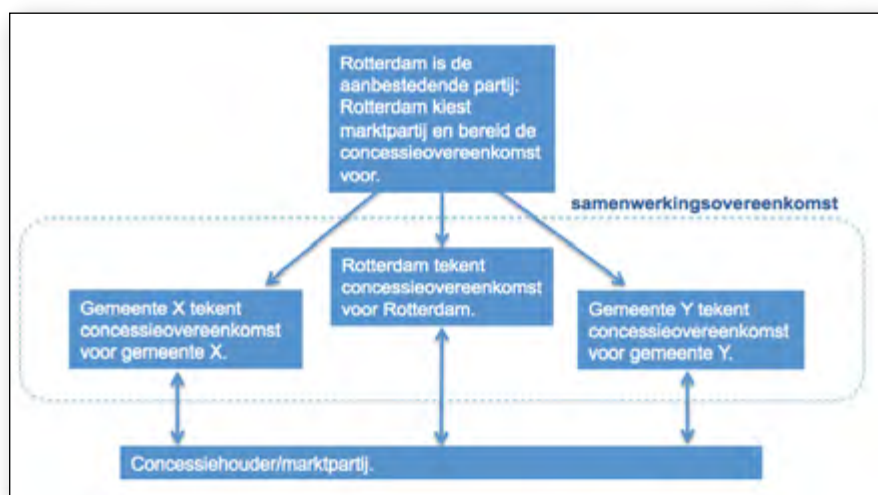 Rotterdam is de
aanbestedende partij:
Rotterdam kiest
marktpartij en bereid de
concessieovereenkomst
voor.
samenwerkingsovereenkomst
Rotterdam tekent
concessieovereenkomst
voor Rotterdam.
Gemeente X tekent
concessieovereenkomst
voor gemeente X.
Gemeente Y tekent
concessieovereenkomst
voor gemeente Y.
Concessiehouder/marktpartij.